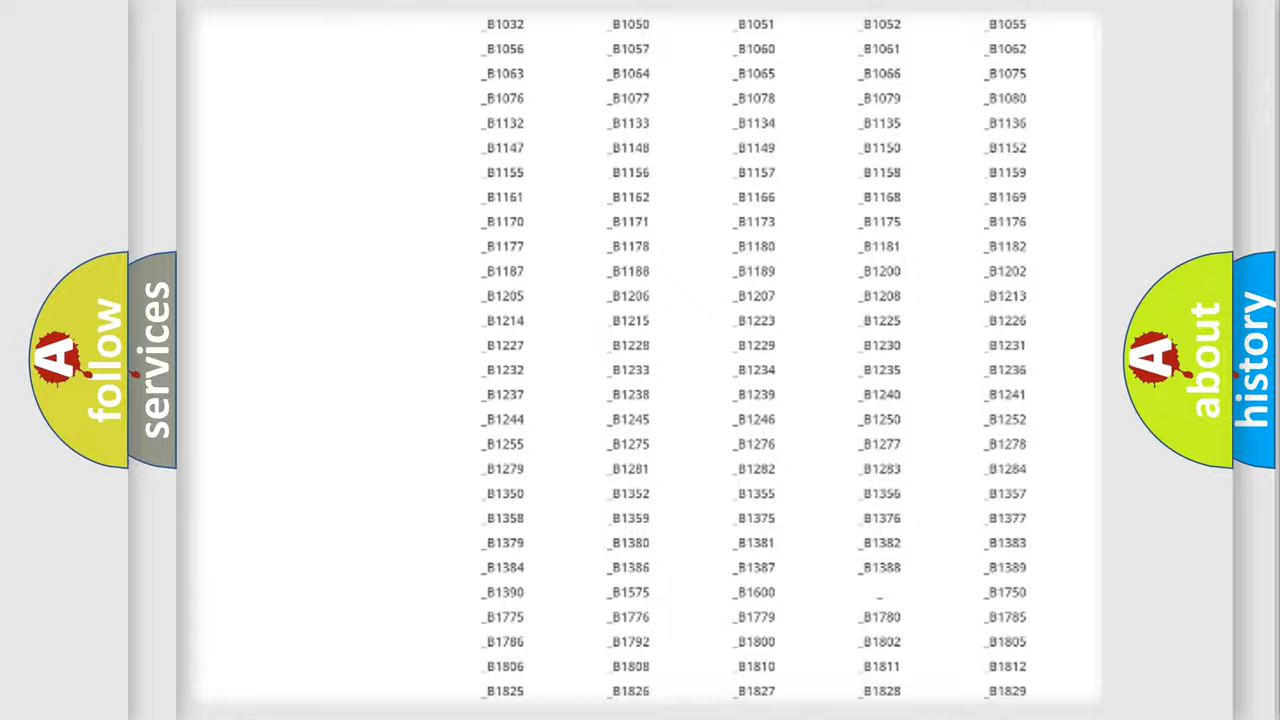 _B1032 _B1050 _B1051 _B1052 _B1055
_B1056 _B1057 _B1060 _B1061 _B1062
_B1063 _B1064 _B1065 _B1066 _B1075
_B1076 _B1077 _B1078 _B1079 _B1080
_B1132 _B1133 _B1134 _B1135 _B1136
_B1147 _B1148 _B1149 _B1150 _B1152
_B1155 _B1156 _B1157 _B1158 _B1159
_B1161 _B1162 _B1166 _B1168 _B1169
_B1170 _B1171 _B1173 _B1175 _B1176
_B1177 _B1178 _B1180 _B1181 _B1182
_B1187 _B1188 _B1189 _B1200 _B1202
_B1205 _B1206 _B1207 _B1208 _B1213
_B1214 _B1215 _B1223 _B1225 _B1226
_B1227 _B1228 _B1229 _B1230 _B1231
_B1232 _B1233 _B1234 _B1235 _B1236
_B1237 _B1238 _B1239 _B1240 _B1241
_B1244 _B1245 _B1246 _B1250 _B1252
_B1255 _B1275 _B1276 _B1277 _B1278
_B1279 _B1281 _B1282 _B1283 _B1284
_B1350 _B1352 _B1355 _B1356 _B1357
_B1358 _B1359 _B1375 _B1376 _B1377
_B1379 _B1380 _B1381 _B1382 _B1383
_B1384 _B1386 _B1387 _B1388 _B1389
_B1390 _B1575 _B1600 _ _B1750
_B1775 _B1776 _B1779 _B1780 _B1785
_B1786 _B1792 _B1800 _B1802 _B1805
_B1806 _B1808 _B1810 _B1811 _B1812
_B1825 _B1826 _B1827 _B1828 _B1829
A follow
services
A about
history